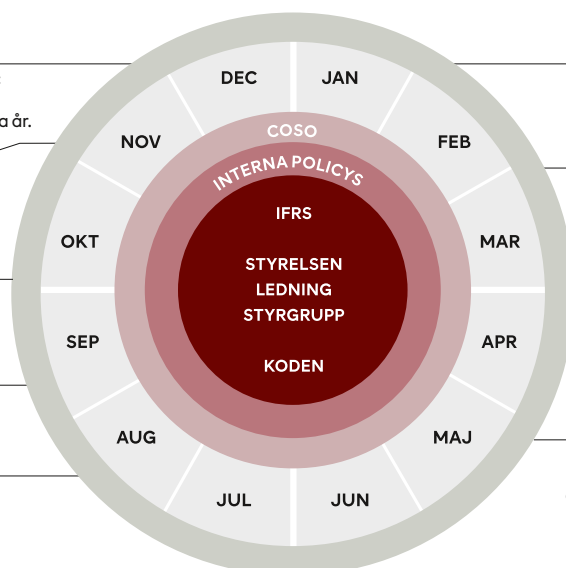 DEC
JAN
a år.
NOV
COSO
FEB
INTERNA POLICYS
IFRS
OKT
MAR
STYRELSEN
LEDNING
STYRGRUPP
SEP
APR
KODEN
AUG
MAJ
JUL
JUN